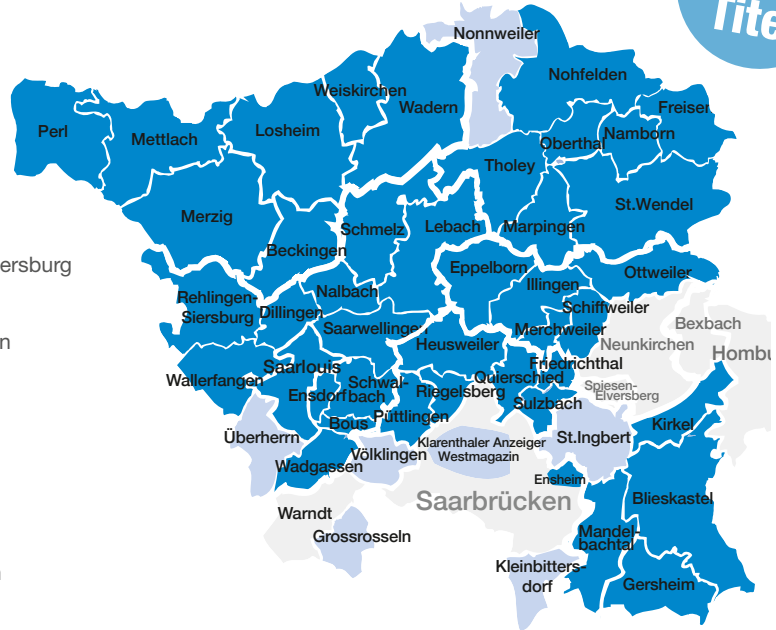 Tite
Nonnweiler
Nohfelden
Weiskirchen
Wadern
Freisen
Perl
Mettlach
Losheim
Oberthal
Namborn
Tholey
St.Wendel
Merzig
Schmelz
Lebach
Marpingen
Beckingen
ersburg
Eppelborn
Ottweiler
Illingen
Nalbach
Rehlingen-
Siersburg
Dillingen
Schiffweiler
Saarwellingen
Merchweiler
Bexbach
n
Heusweiler
Neunkirchen
Hombu
Saarlouis
Friedrichthal
Wallerfangen
Schwal-
bach
Quierschied
Spiesen-
Elversberg
Ensdorf
Riegelsberg
Sulzbach
Bous
Püttlingen
Kirkel
Überherrn
Klarenthaler Anzeiger
Westmagazin
St.Ingbert
Völklingen
Wadgassen
Ensheim
Blieskastel
Saarbrücken
Warndt
Grossrosseln
Mandel-
bachtal
Kleinbitters-
dorf
Gersheim